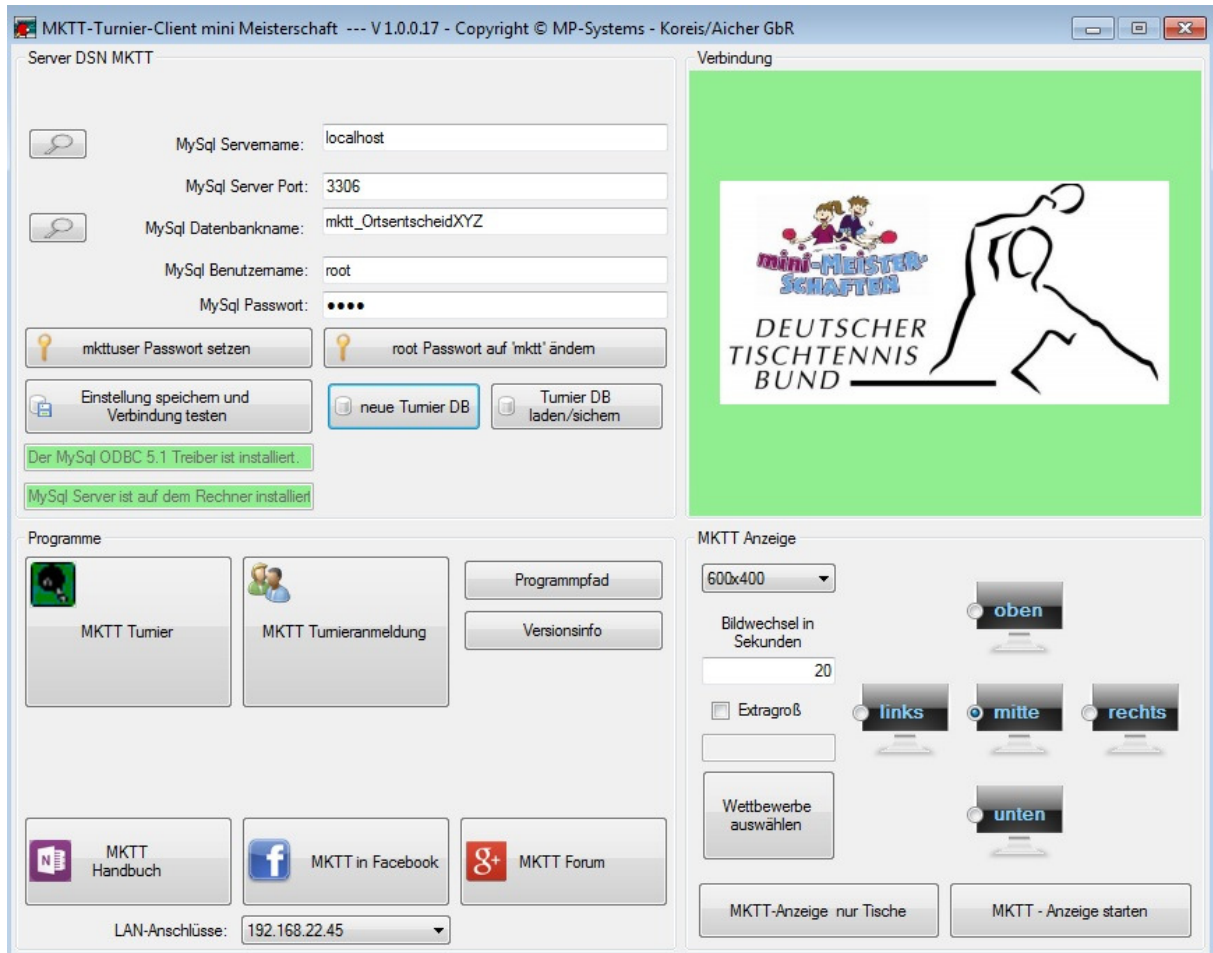 MKTT-Turnier-Client mini Meisterschaft --- V 1.0.0.17 - Copyright © MP-Systems - Koreis/Aicher GbR
Server DSN MKTT
MySql Servername:
localhost
MySql Server Port:
3306
MySql Datenbankname:
mktt_OrtsentscheidXYZ
MySql Benutzername:
root
MySql Passwort:
••••
mkttuser Passwort setzen
root Passwort auf 'mktt' ändern
Einstellung speichern und
Verbindung testen
neue Turnier DB
Turnier DB
laden/sichern
Der MySql ODBC 5.1 Treiber ist installiert.
MySql Server ist auf dem Rechner installiert
Verbindung
mini-MEISTER-
SCHAFTEN
DEUTSCHER
TISCHTENNIS
BUND
Programme
MKTT Turnier
MKTT Turnieranmeldung
Programmpfad
Versionsinfo
MKTT
Handbuch
MKTT in Facebook
MKTT Forum
LAN-Anschlüsse:
192.168.22.45
MKTT Anzeige
600x400
Bildwechsel in
Sekunden
20
Extragroß
oben
links
mitte
rechts
unten
Wettbewerbe
auswählen
MKTT-Anzeige nur Tische
MKTT - Anzeige starten